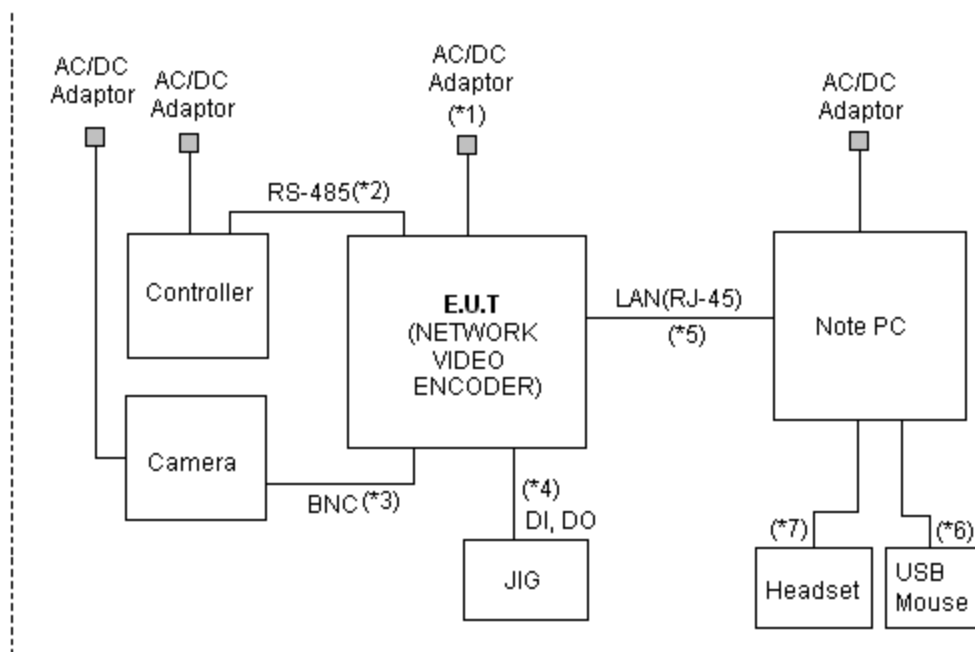 AC/DC
Adaptor
AC/DC
Adaptor
AC/DC
Adaptor
(*1)
AC/DC
Adaptor
RS-485(*2)
Controller
E.U.T
(NETWORK
VIDEO
ENCODER)
LAN(RJ-45)
(*5)
Note PC
Camera
BNC(*3)
(*4)
DI, DO
JIG
(*7)
Headset
(*6)
USB
Mouse